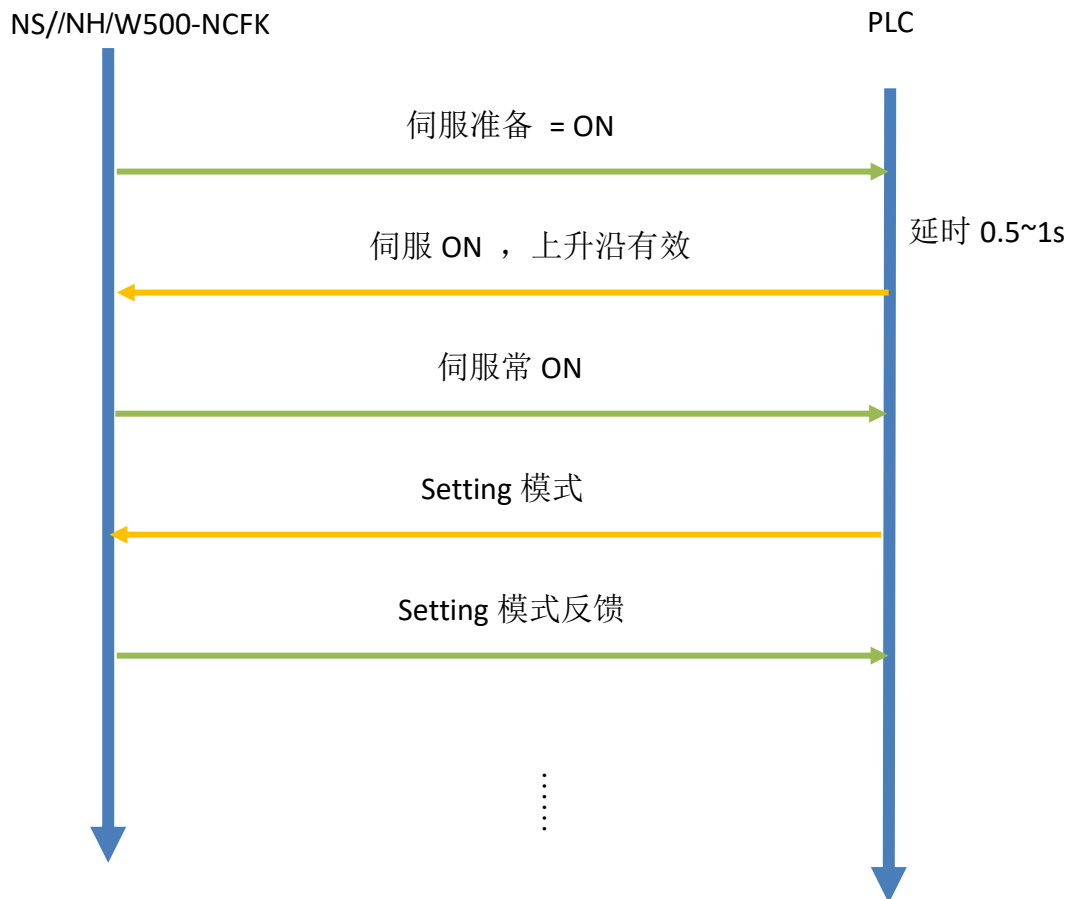 NS//NH/W500-NCFK
PLC
伺服准备 = ON
延时 0.5~1s
伺服 ON ，上升沿有效
伺服常 ON
Setting 模式
Setting 模式反馈
……